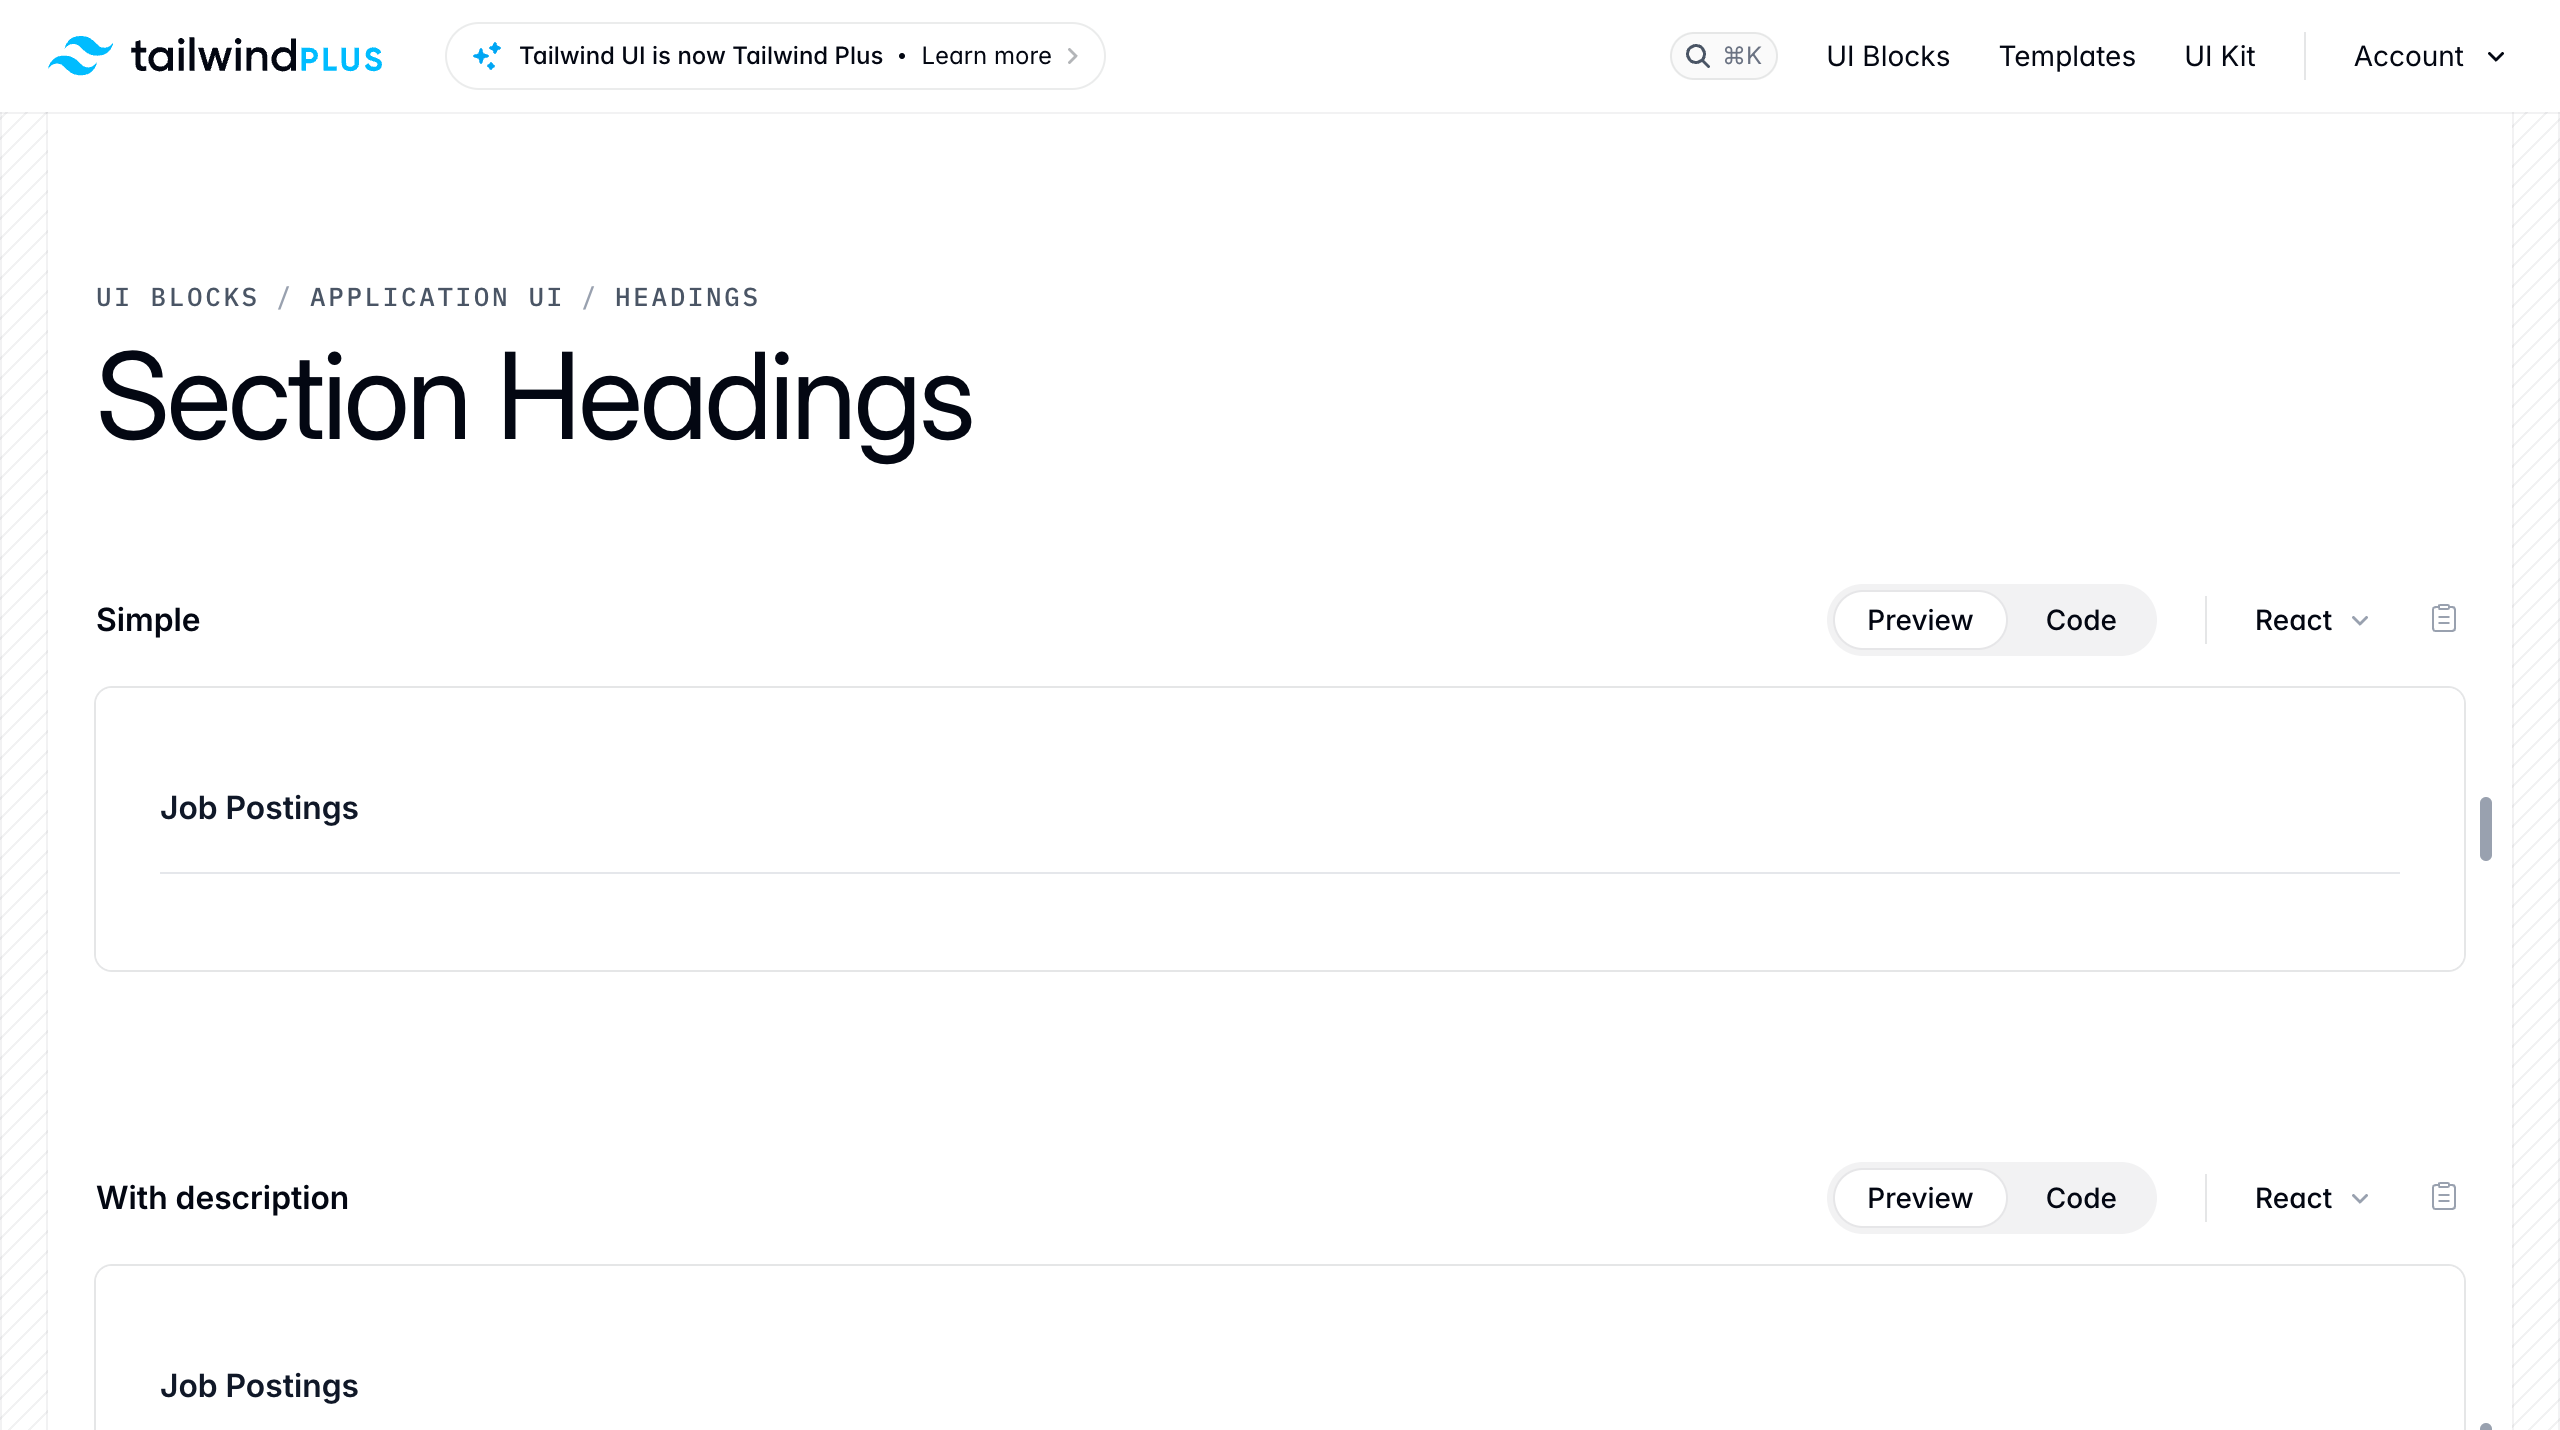 tailwindPLUS
Tailwind UI is now Tailwind Plus • Learn more
⌘K
UI Blocks
Templates
UI Kit
Account
UI BLOCKS / APPLICATION UI / HEADINGS
Section Headings
Simple
Preview
Code
React
Job Postings
With description
Preview
Code
React
Job Postings